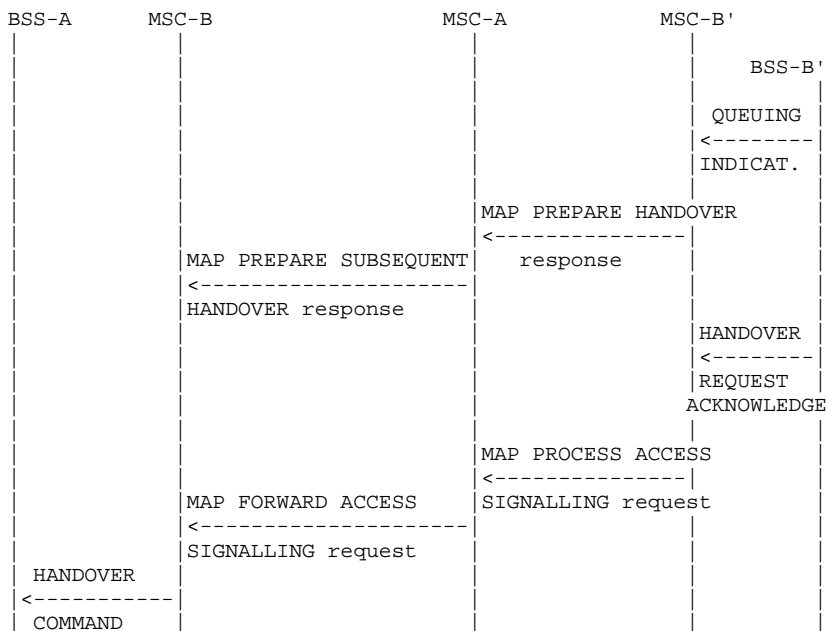 BSS-A MSC-B MSC-A MSC-B'
BSS-B'
QUEUING
INDICAT.
MAP PREPARE HANDOVER
MAP PREPARE SUBSEQUENT response
HANDOVER response
HANDOVER
REQUEST
ACKNOWLEDGE
MAP PROCESS ACCESS
MAP FORWARD ACCESS SIGNALLING request
SIGNALLING request
HANDOVER
COMMAND